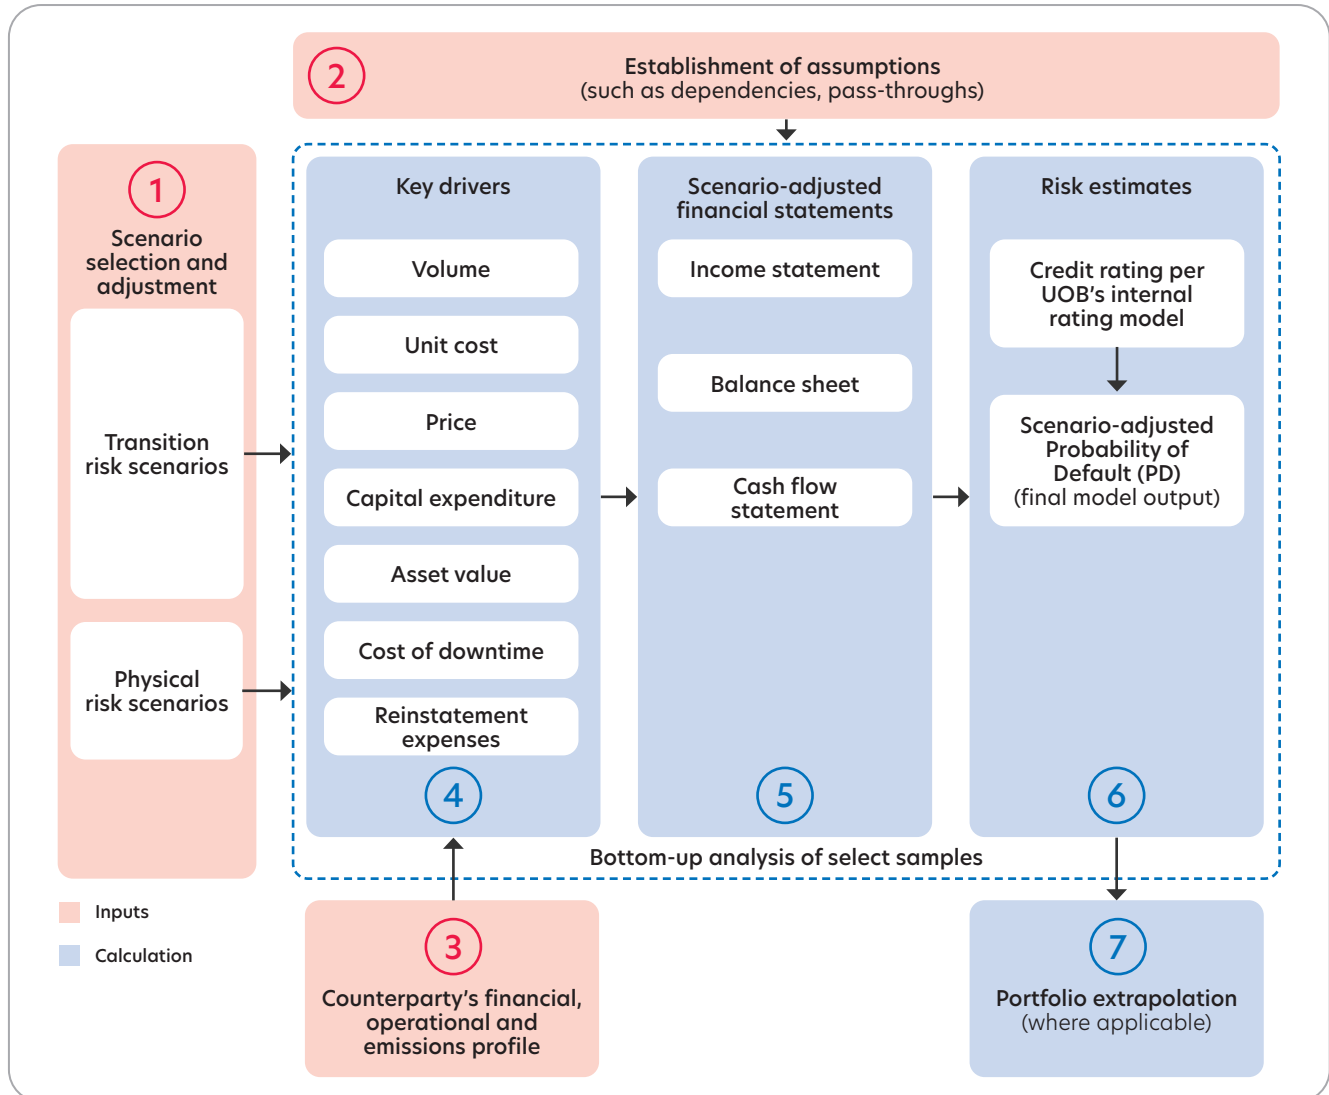 2
Establishment of assumptions
(such as dependencies, pass-throughs)
1
Scenario
selection and
adjustment
Transition
risk scenarios
Physical
risk scenarios
Key drivers
Volume
Unit cost
Price
Capital expenditure
Asset value
Cost of downtime
Reinstatement
expenses
4
Scenario-adjusted
financial statements
Income statement
Balance sheet
Cash flow
statement
5
Risk estimates
Credit rating per
UOB’s internal
rating model
Scenario-adjusted
Probability of
Default (PD)
(final model output)
6
Bottom-up analysis of select samples
Inputs
Calculation
3
Counterparty’s financial,
operational and
emissions profile
7
Portfolio extrapolation
(where applicable)